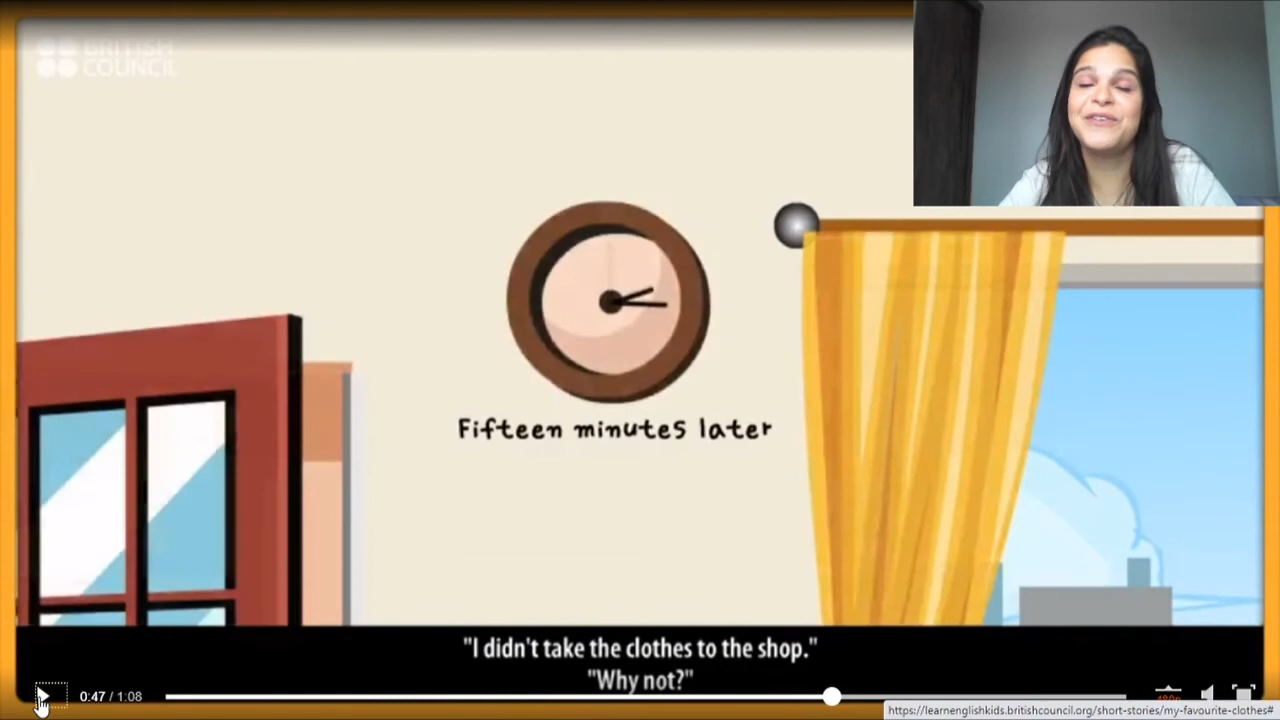 BRITISH
COUNCIL
Fifteen minutes later
"I didn't take the clothes to the shop."
"Why not?"
0:47 / 1:08
480p
https://learnenglishkids.britishcouncil.org/short-stories/my-favourite-clothes#